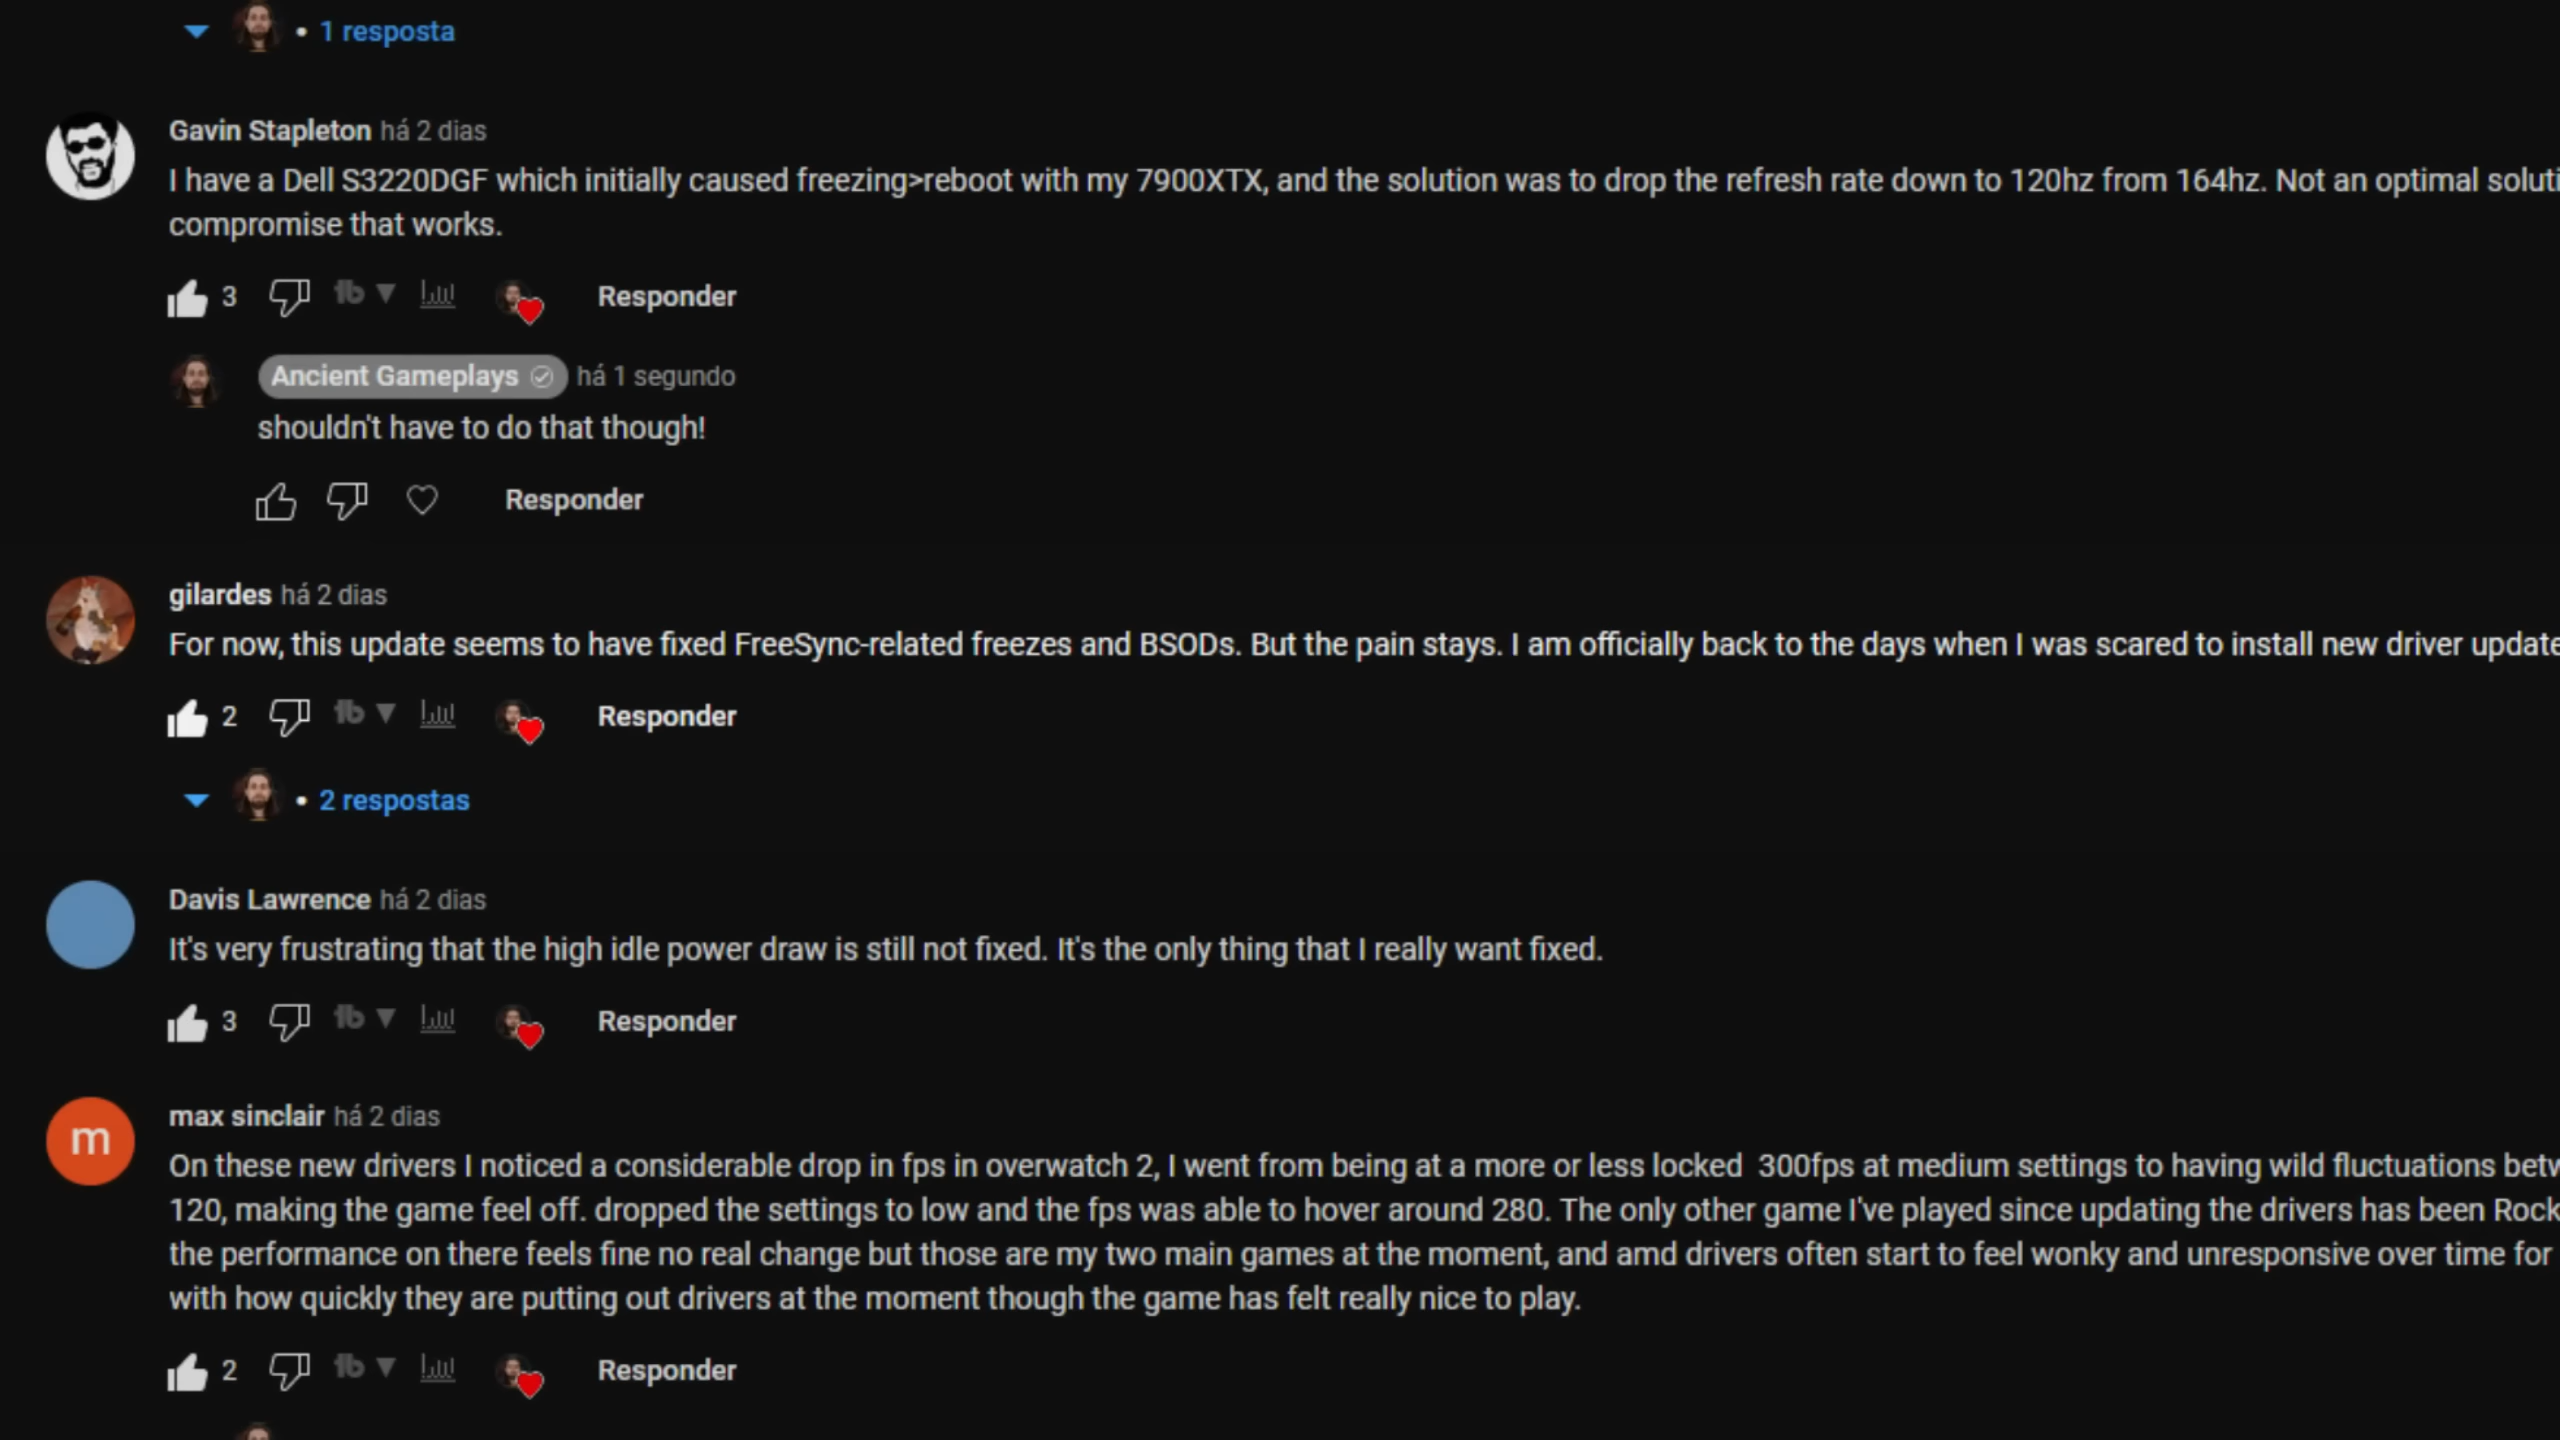 1 resposta
Gavin Stapleton há 2 dias
I have a Dell S3220DGF which initially caused freezing>reboot with my 7900XTX, and the solution was to drop the refresh rate down to 120hz from 164hz. Not an optimal
compromise that works.
3 Responder
Ancient Gameplays há 1 segundo
shouldn't have to do that though!
Responder
gilardes há 2 dias
For now, this update seems to have fixed FreeSync-related freezes and BSODs. But the pain stays. I am officially back to the days when I was scared to install new driver
2 Responder
2 respostas
Davis Lawrence há 2 dias
It's very frustrating that the high idle power draw is still not fixed. It's the only thing that I really want fixed.
3 Responder
m
max sinclair há 2 dias
On these new drivers I noticed a considerable drop in fps in overwatch 2, I went from being at a more or less locked 300fps at medium settings to having wild fluctuations
120, making the game feel off. dropped the settings to low and the fps was able to hover around 280. The only other game I've played since updating the drivers has been
the performance on there feels fine no real change but those are my two main games at the moment, and amd drivers often start to feel wonky and unresponsive over time for
with how quickly they are putting out drivers at the moment though the game has felt really nice to play.
2 Responder